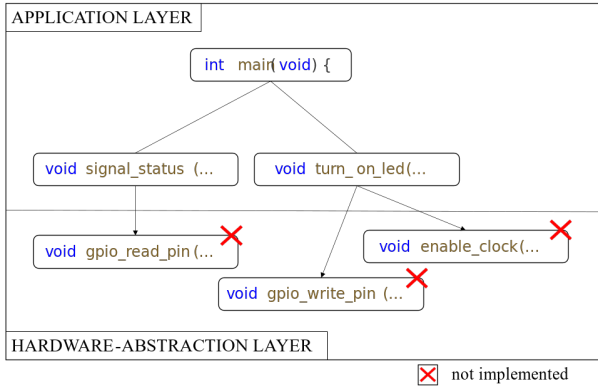 APPLICATION LAYER
int main(void) {
void signal_status (...
void turn_on_led(...
void gpio_read_pin(...
void enable_clock(...
void gpio_write_pin (...
HARDWARE-ABSTRACTION LAYER
not implemented